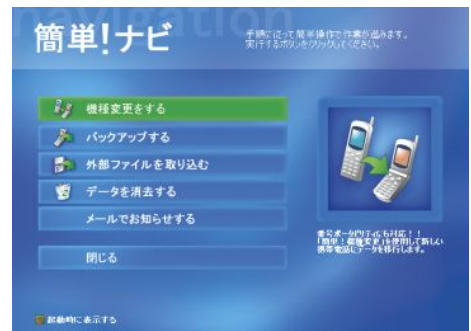 navigation
簡単!ナビ
手順に沿って簡単操作で作業が進みます。
実行するボタンをクリックしてください。
機種変更をする
バックアップする
外部ファイルを取り込む
データを消去する
メールでお知らせする
閉じる
番号ポータビリティにも対応!!
「簡単!機種変更」を使用して新しい
携帯電話にデータを移行します。
起動時に表示する